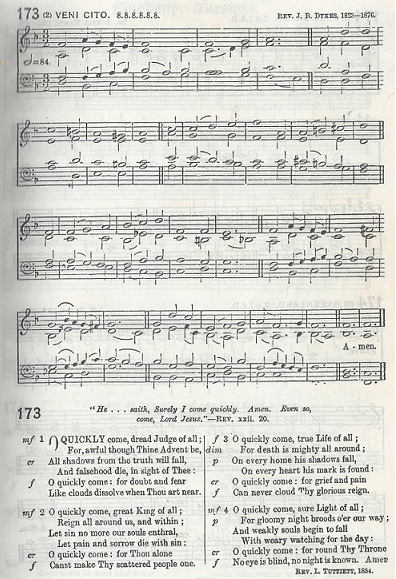 173 (2) VENI CITO. 8.8.8.8.8.8. REV. J. B. DYKES, 1823–1876.
=84.
A - men.
173
"He . . . saith, Surely I come quickly. Amen. Even so,
come, Lord Jesus."—REV. xxii. 20.
mf 1 O QUICKLY come, dread Judge of all;
For, awful though Thine Advent be,
cr All shadows from the truth will fall,
And falsehood die, in sight of Thee:
f O quickly come: for doubt and fear
Like clouds dissolve when Thou art near.
mf 2 O quickly come, great King of all;
Reign all around us, and within;
Let sin no more our souls enthral,
Let pain and sorrow die with sin:
cr O quickly come: for Thou alone
f Canst make Thy scattered people one.
f 3 O quickly come, true Life of all;
dim For death is mighty all around;
p On every home his shadows fall,
On every heart his mark is found:
cr O quickly come: for grief and pain
f Can never cloud Thy glorious reign.
mf 4 O quickly come, sure Light of all;
p For gloomy night broods o'er our way;
And weakly souls begin to fall
With weary watching for the day:
cr O quickly come: for round Thy Throne
f No eye is blind, no night is known. Amen
REV. L. TUTTIETT, 1854.